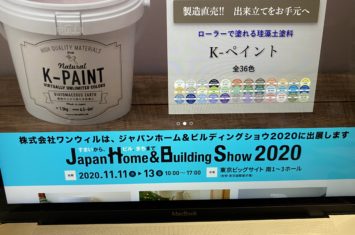 HIGH QUALITY MATERIALS
Natural
K-PAINT
VIRTUALLY UNLIMITED COLORS
DIATOMACEOUS EARTH
製造直売!! 出来立てをお手元へ
ローラーで塗れる珪藻土塗料
K-ペイント
全36色
株式会社ワンウィルは、ジャパンホーム&ビルディングショウ2020に出展します
Japan Home & Building Show 2020
2020.11.11 13 10:00〜17:00
東京ビッグサイト 南1〜3ホール
MacBook